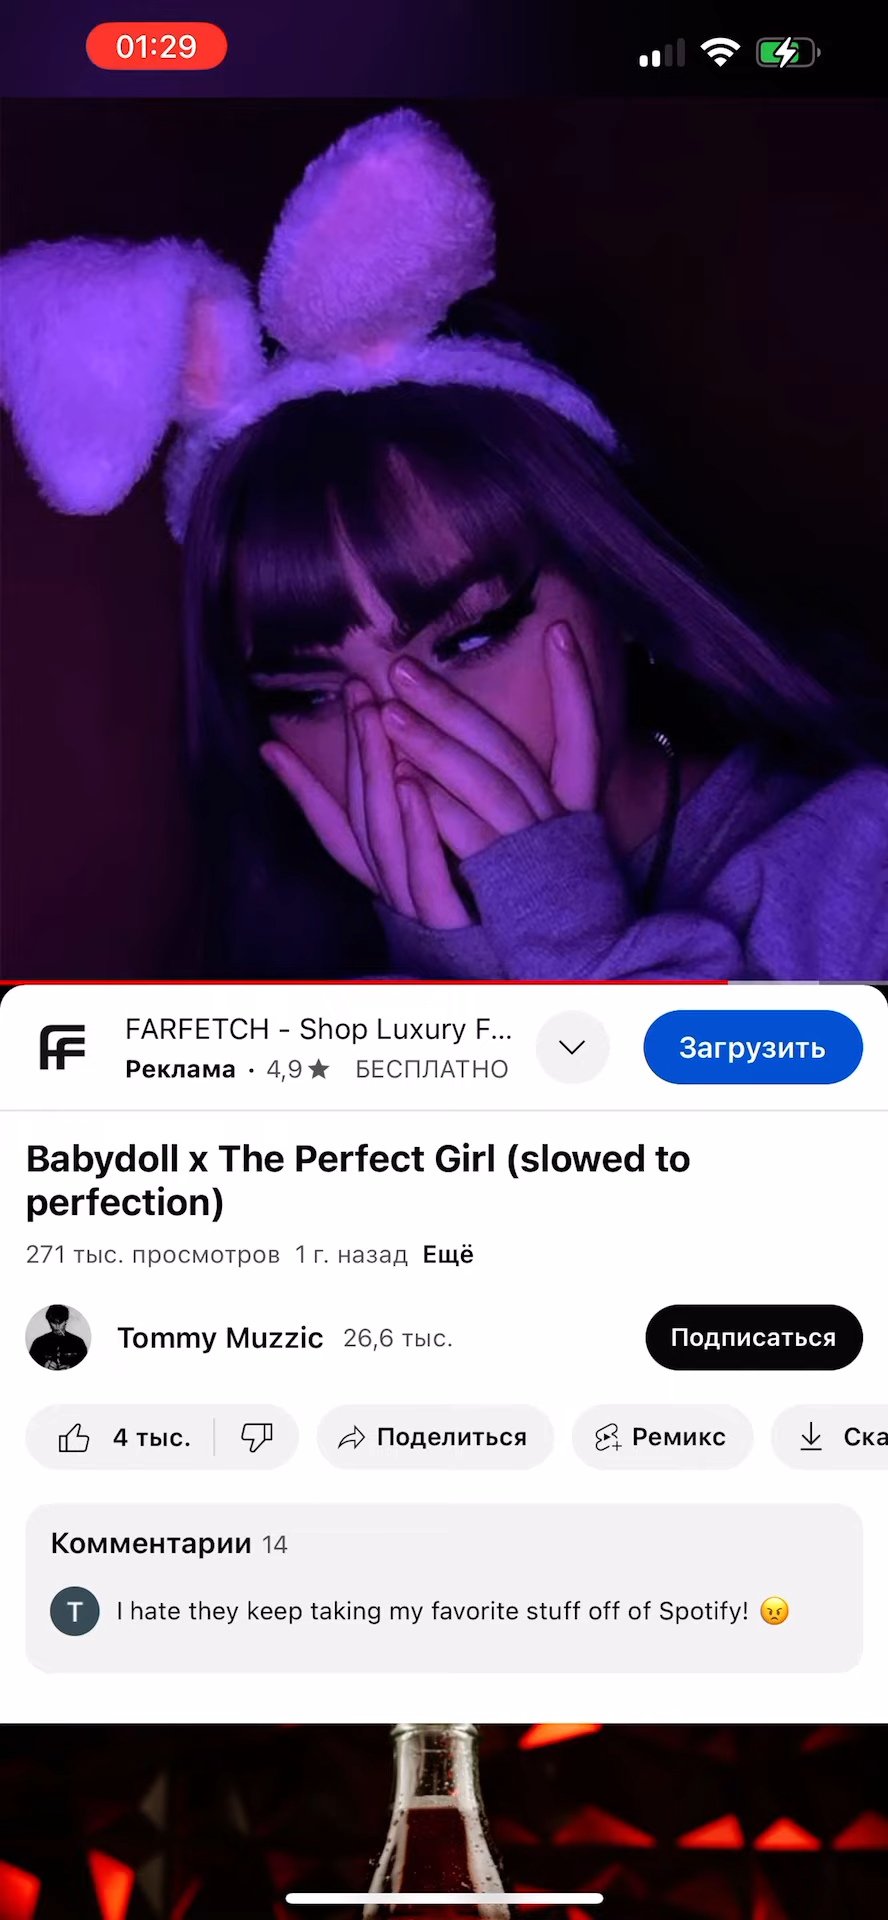 01:29
FARFETCH - Shop Luxury F...
Реклама · 4,9★ БЕСПЛАТНО
Загрузить
Babydoll x The Perfect Girl (slowed to
perfection)
271 тыс. просмотров 1 г. назад Ещё
Tommy Muzzic 26,6 тыс.
Подписаться
4 тыс.
Поделиться
Ремикс
Ска
Комментарии 14
T
I hate they keep taking my favorite stuff off of Spotify! 😠